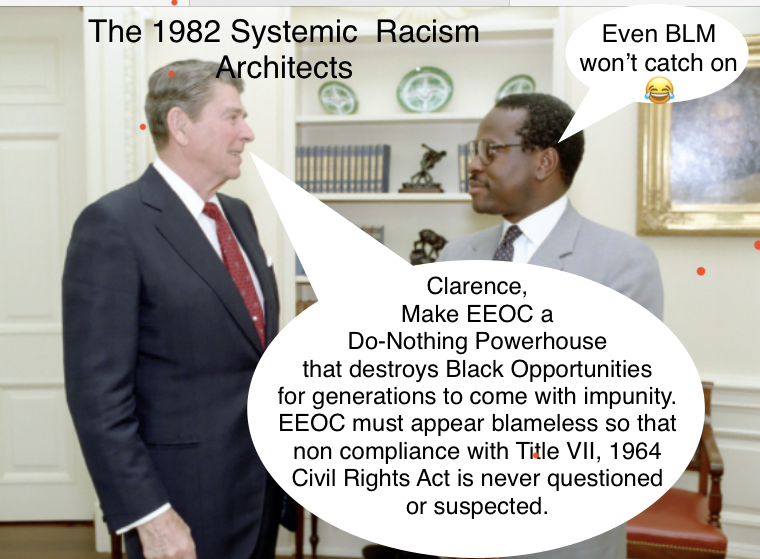 The 1982 Systemic Racism
Architects
Even BLM
won't catch on
😂
Clarence,
Make EEOC a
Do-Nothing Powerhouse
that destroys Black Opportunities
for generations to come with impunity.
EEOC must appear blameless so that
non compliance with Title VII, 1964
Civil Rights Act is never questioned
or suspected.